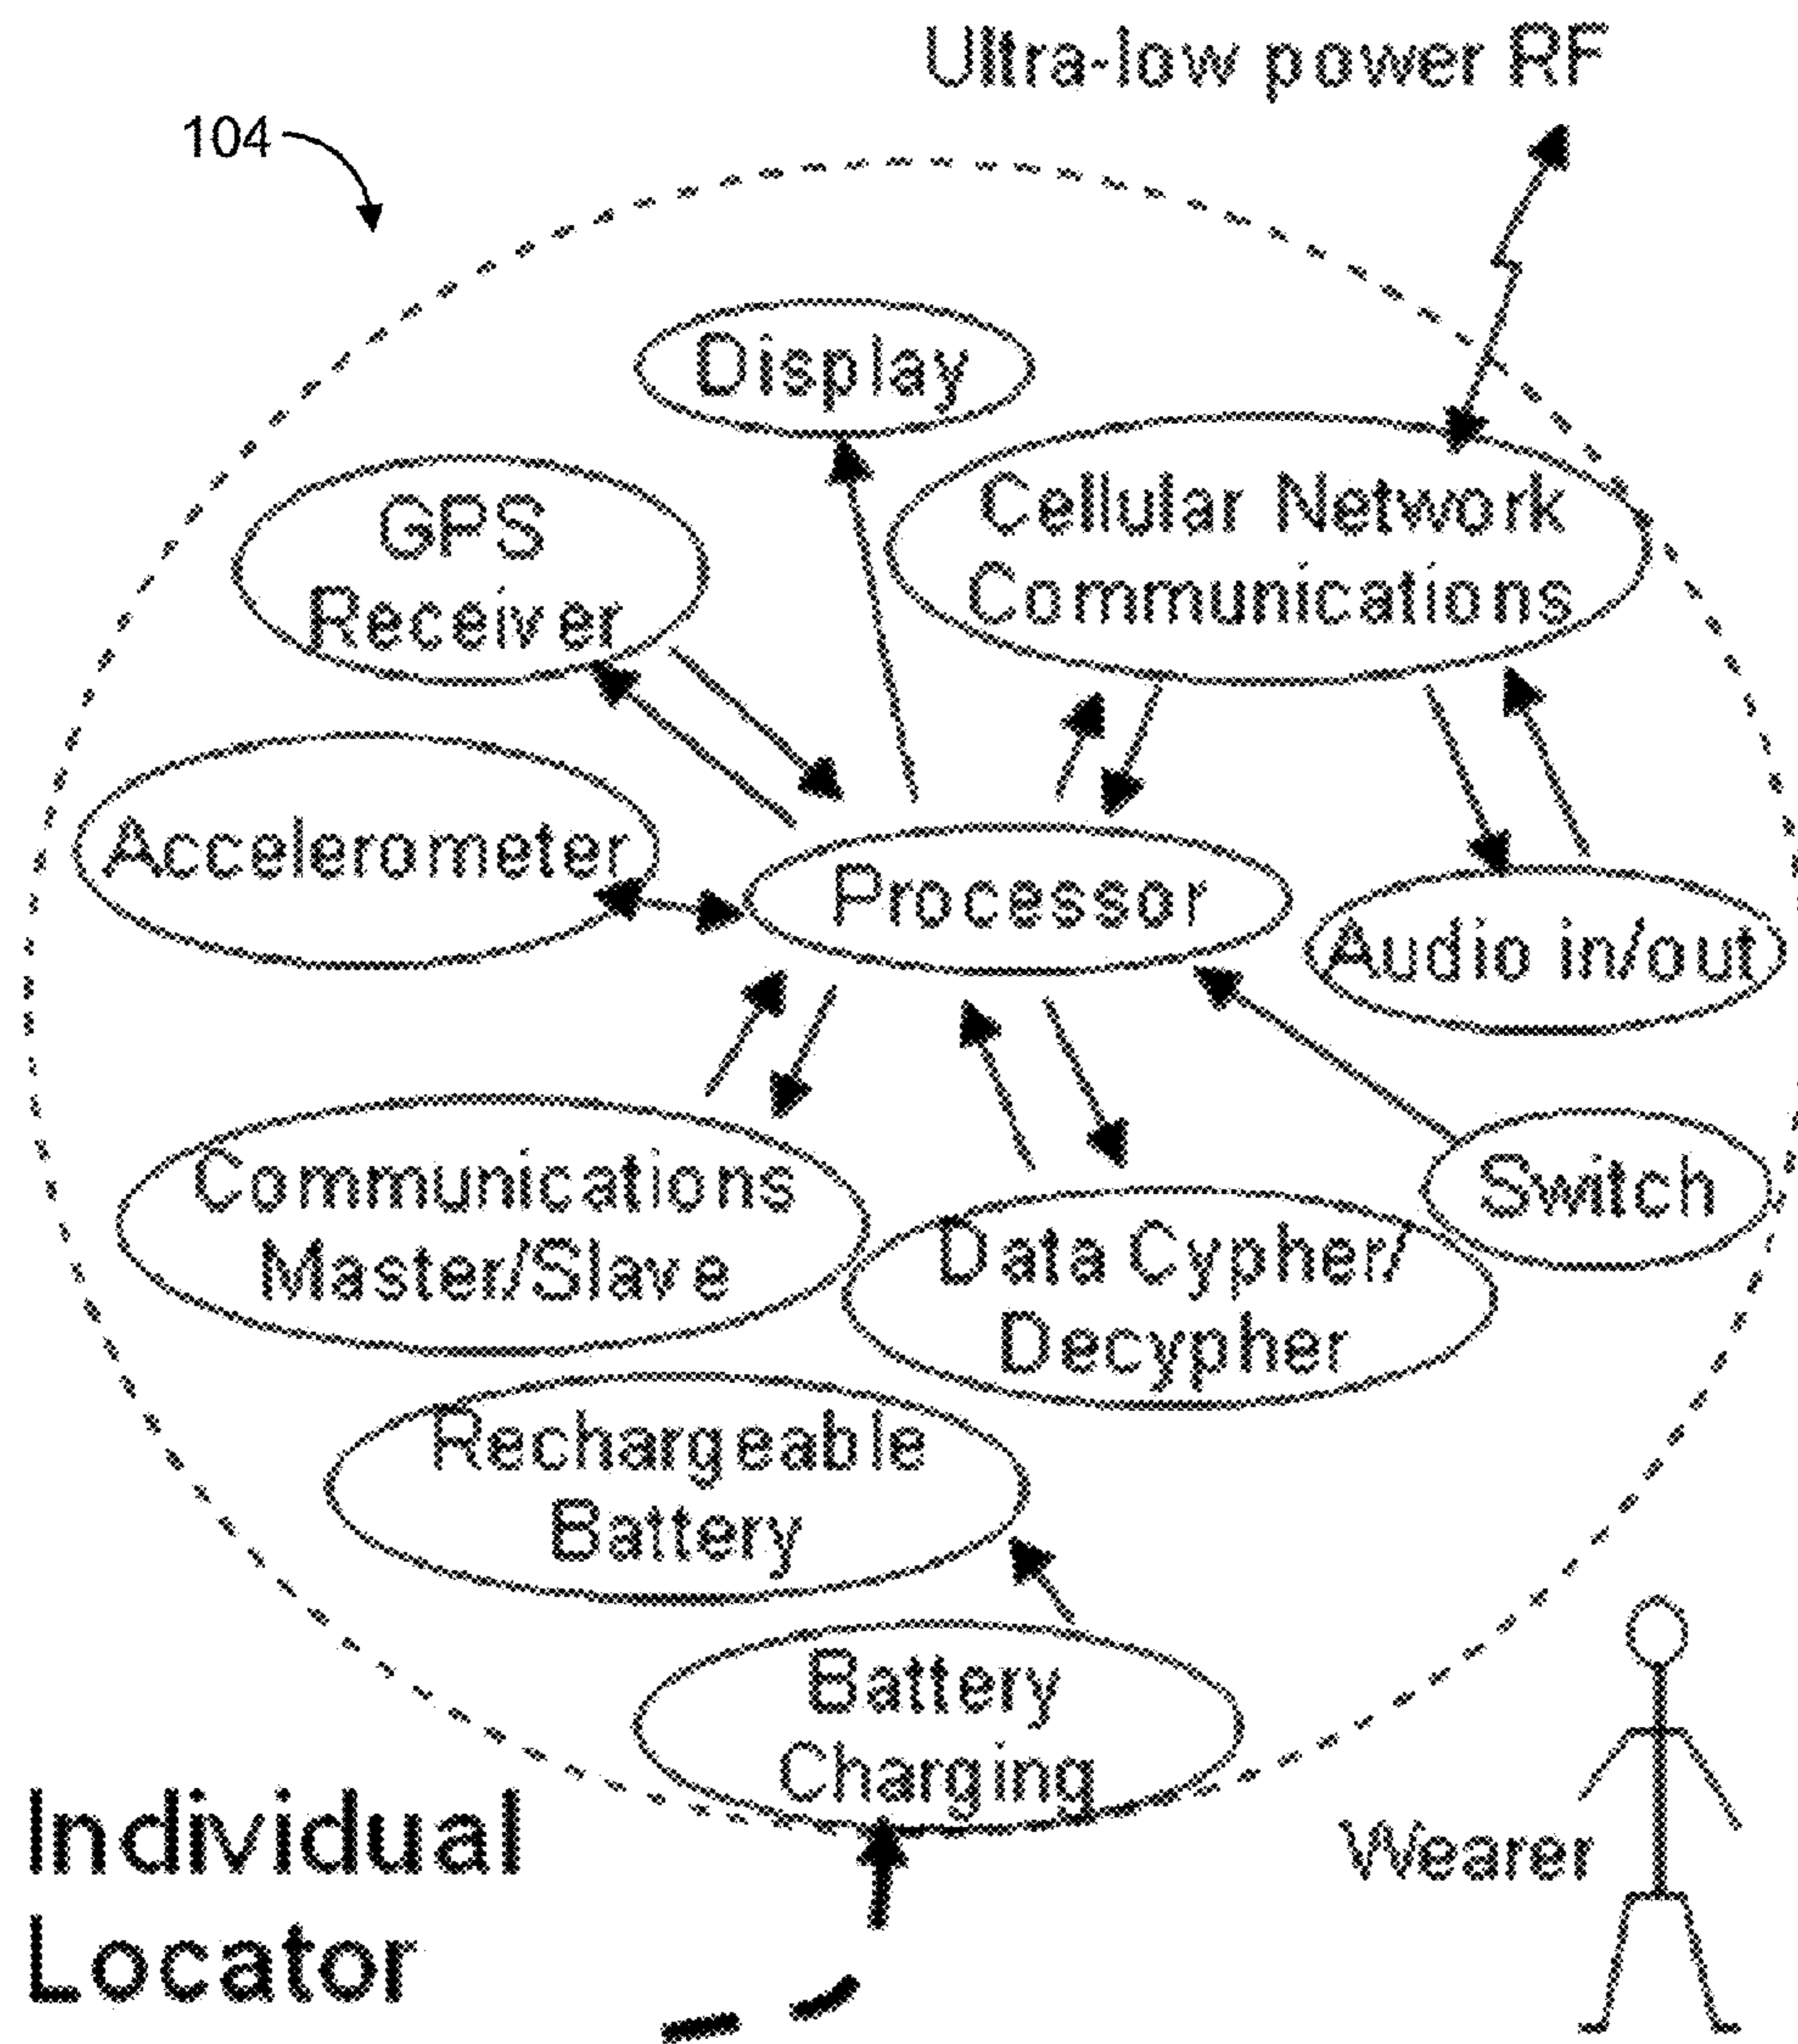 Ultra-low power RF
104
Display
GPS
Receiver
Cellular Network
Communications
Accelerometer
Processor
Audio in/out
Communications
Master/Slave
Data Cypher/
Decypher
Switch
Rechargeable
Battery
Battery
Charging
Individual
Locator
Wearer